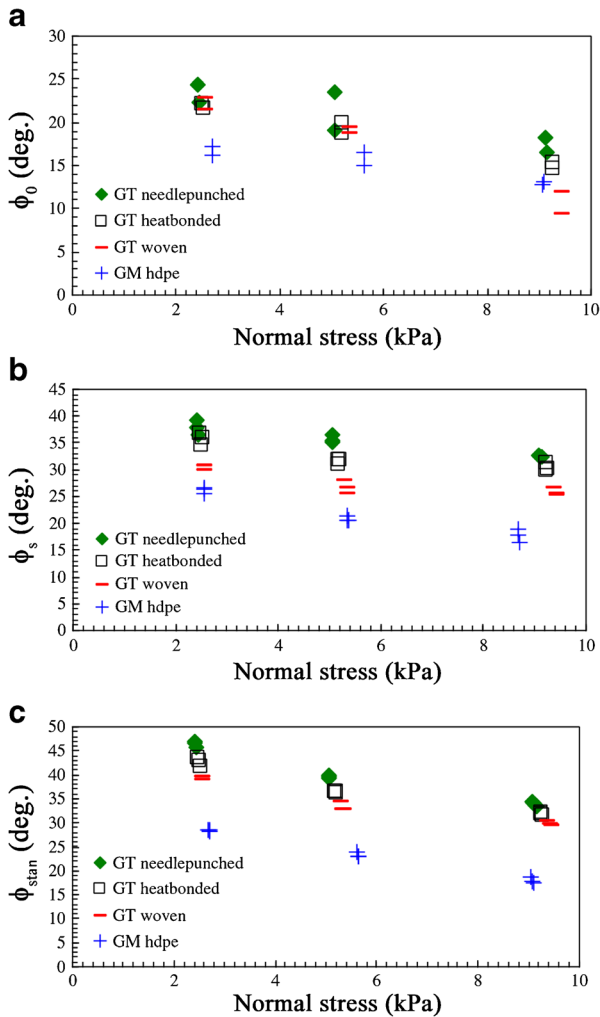 a
30
25
20
15
10
5
0
ϕ0 (deg.)
GT needlepunched
GT heatbonded
GT woven
GM hdpe
0 2 4 6 8 10
Normal stress (kPa)
b
45
40
35
30
25
20
15
10
5
0
ϕs (deg.)
GT needlepunched
GT heatbonded
GT woven
GM hdpe
0 2 4 6 8 10
Normal stress (kPa)
c
50
45
40
35
30
25
20
15
10
5
0
ϕstan (deg.)
GT needlepunched
GT heatbonded
GT woven
GM hdpe
0 2 4 6 8 10
Normal stress (kPa)